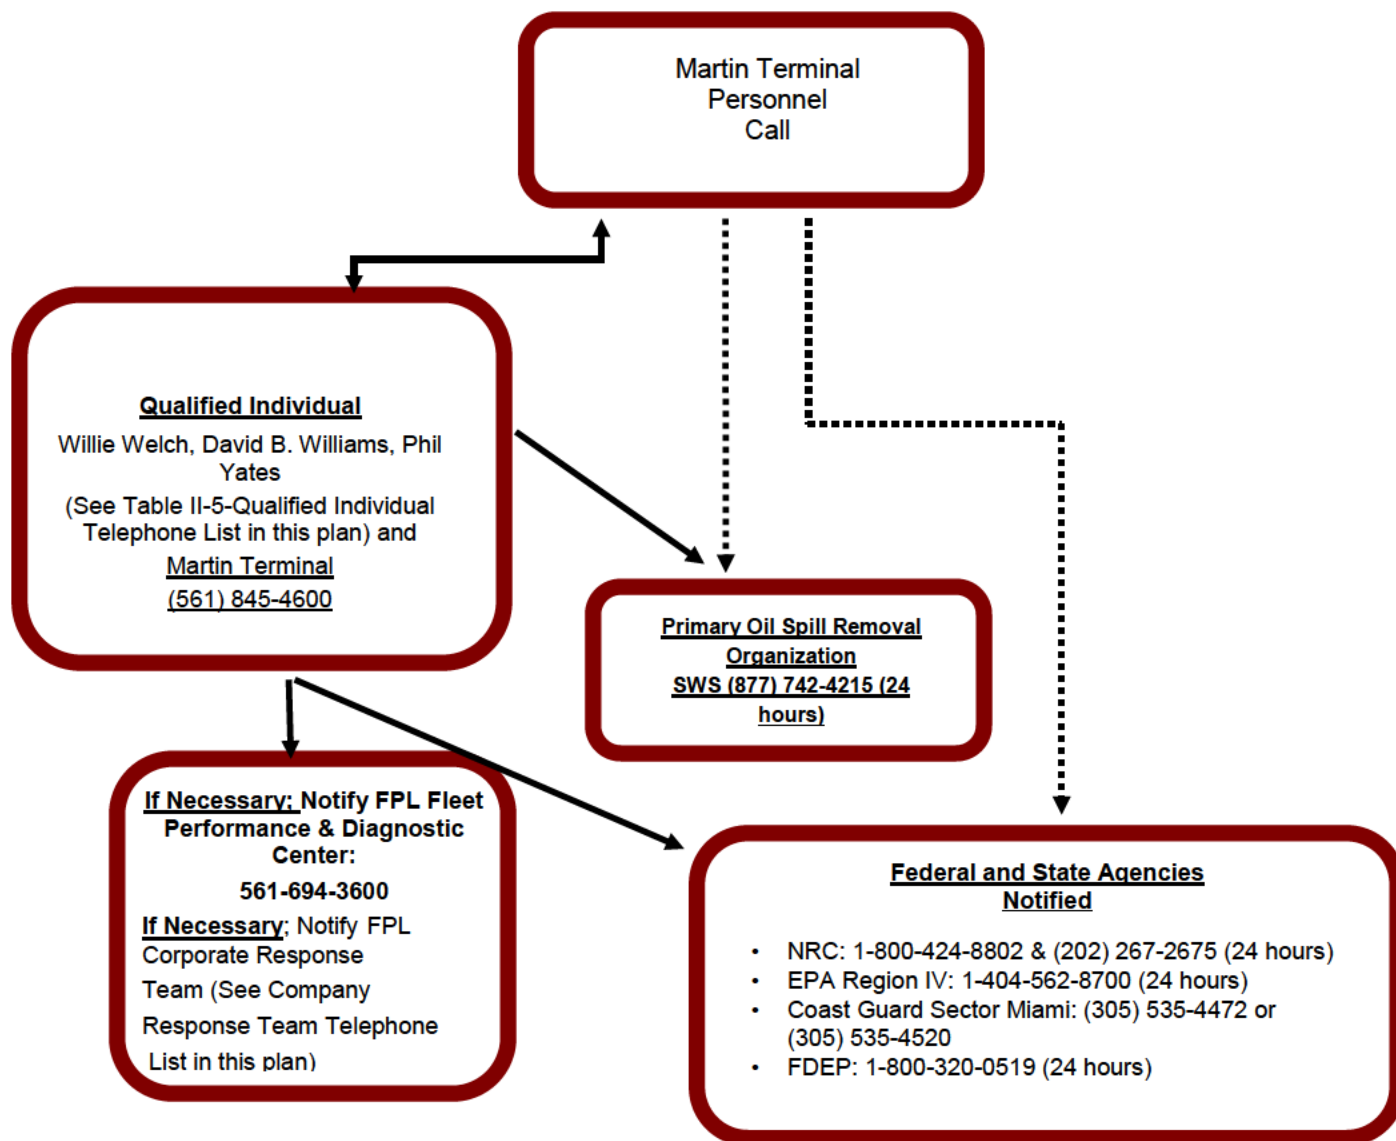 Martin Terminal
Personnel
Call
Qualified Individual
Willie Welch, David B. Williams, Phil
Yates
(See Table II-5-Qualified Individual
Telephone List in this plan) and
Martin Terminal
(561) 845-4600
Primary Oil Spill Removal
Organization
SWS (877) 742-4215 (24
hours)
If Necessary; Notify FPL Fleet
Performance & Diagnostic
Center:
561-694-3600
If Necessary; Notify FPL
Corporate Response
Team (See Company
Response Team Telephone
List in this plan)
Federal and State Agencies
Notified
• NRC: 1-800-424-8802 & (202) 267-2675 (24 hours)
• EPA Region IV: 1-404-562-8700 (24 hours)
• Coast Guard Sector Miami: (305) 535-4472 or
(305) 535-4520
• FDEP: 1-800-320-0519 (24 hours)